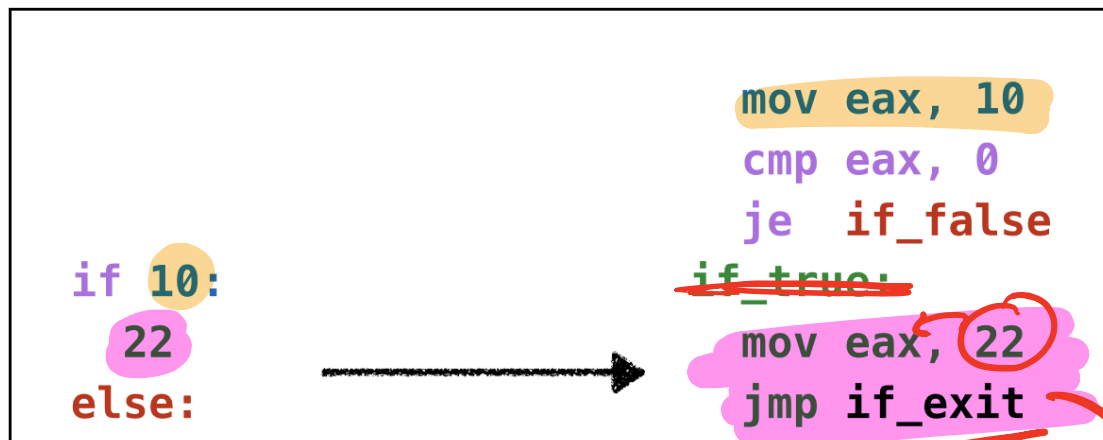 mov eax, 10
cmp eax, 0
je if_false
if 10:
if_true:
22
mov eax, 22
else:
jmp if_exit